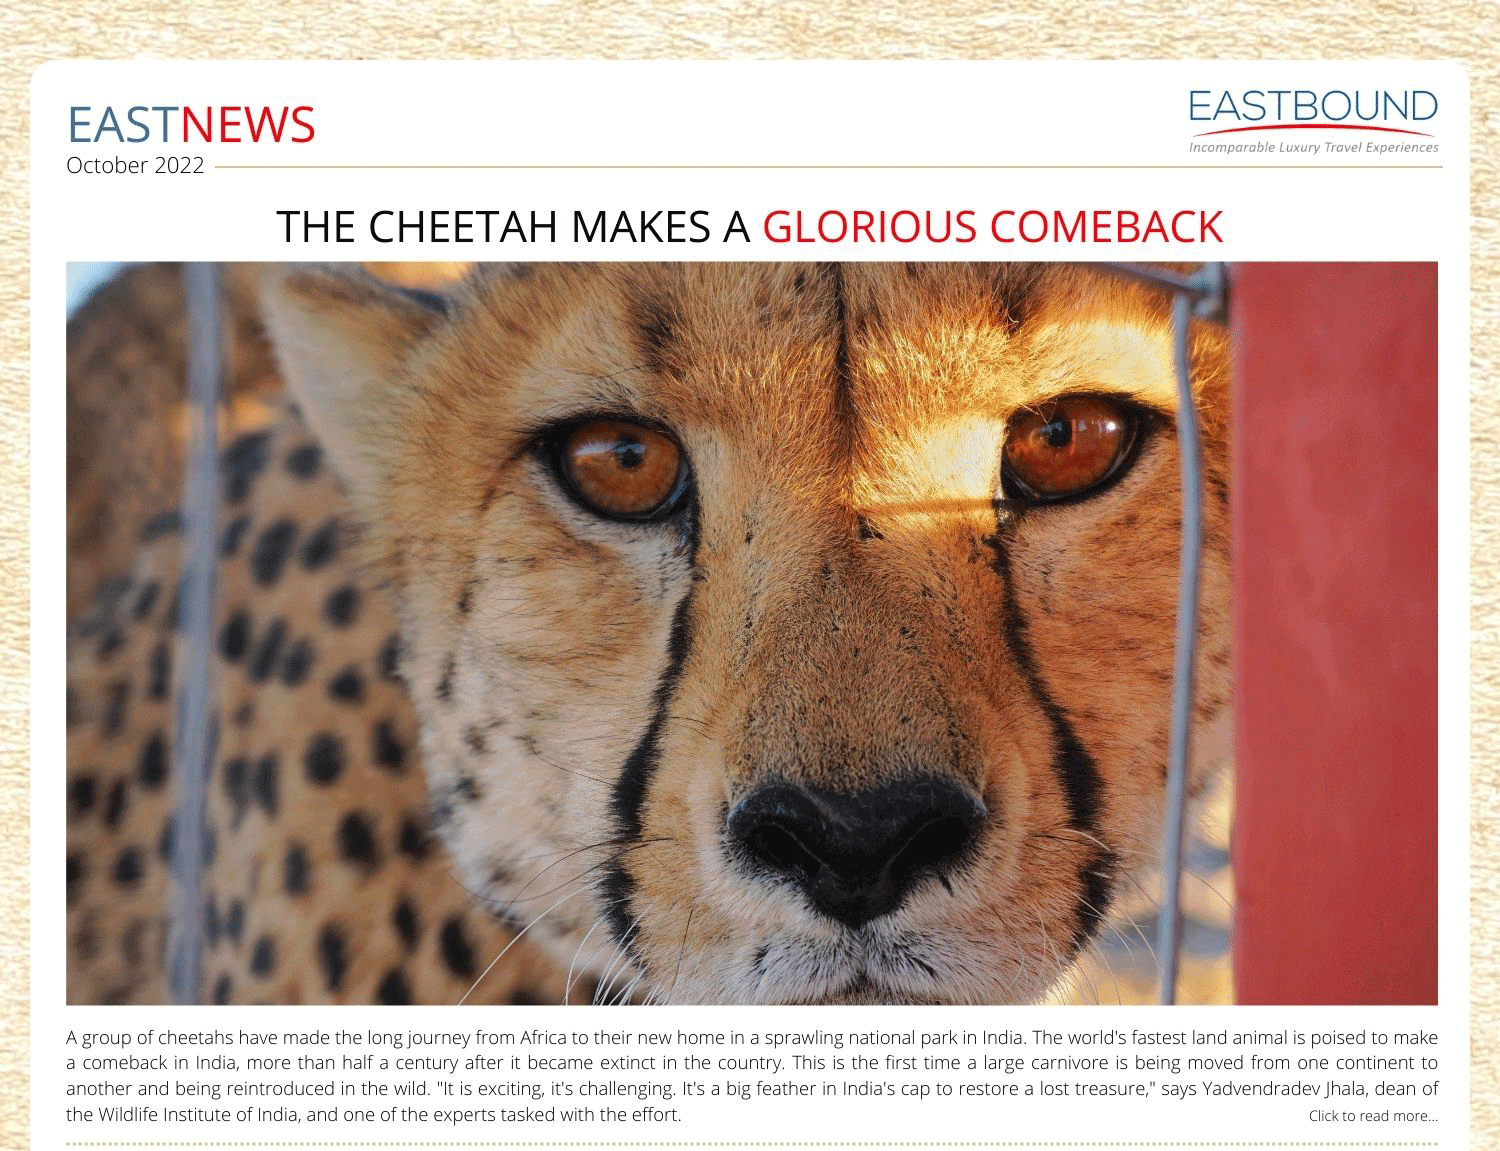 EASTNEWS
October 2022
EASTBOUND
Incomparable Luxury Travel Experiences
THE CHEETAH MAKES A GLORIOUS COMEBACK
A group of cheetahs have made the long journey from Africa to their new home in a sprawling national park in India. The world's fastest land animal is poised to make
a comeback in India, more than half a century after it became extinct in the country. This is the first time a large carnivore is being moved from one continent to
another and being reintroduced in the wild. "It is exciting, it's challenging. It's a big feather in India's cap to restore a lost treasure," says Yadvendradev Jhala, dean of
the Wildlife Institute of India, and one of the experts tasked with the effort.
Click to read more...